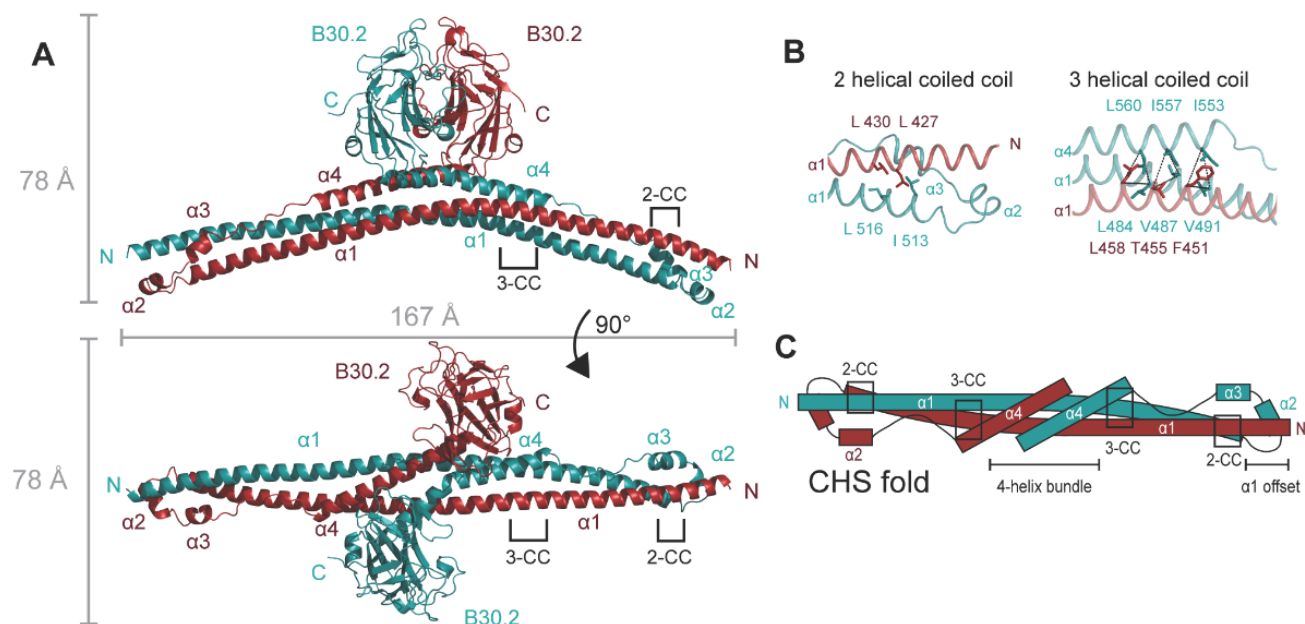 A
B30.2
B30.2
C
C
78 Å
α4
α4
2-CC
α3
N
α1
α1
3-CC
α3
N
α2
α2
167 Å
90°
78 Å
B30.2
C
α1
α4
α3
α2
N
N
α2
α3
α4
α1
3-CC
2-CC
C
B30.2
B
2 helical coiled coil
L 430 L 427
N
α1
α1
α3
α2
L 516
I 513
3 helical coiled coil
L560 I557 I553
α4
α1
α1
L484 V487 V491
L458 T455 F451
C
2-CC
3-CC
α3
α2
N
α1
α4
α4
α1
N
α2
3-CC
2-CC
CHS fold
4-helix bundle
α1 offset